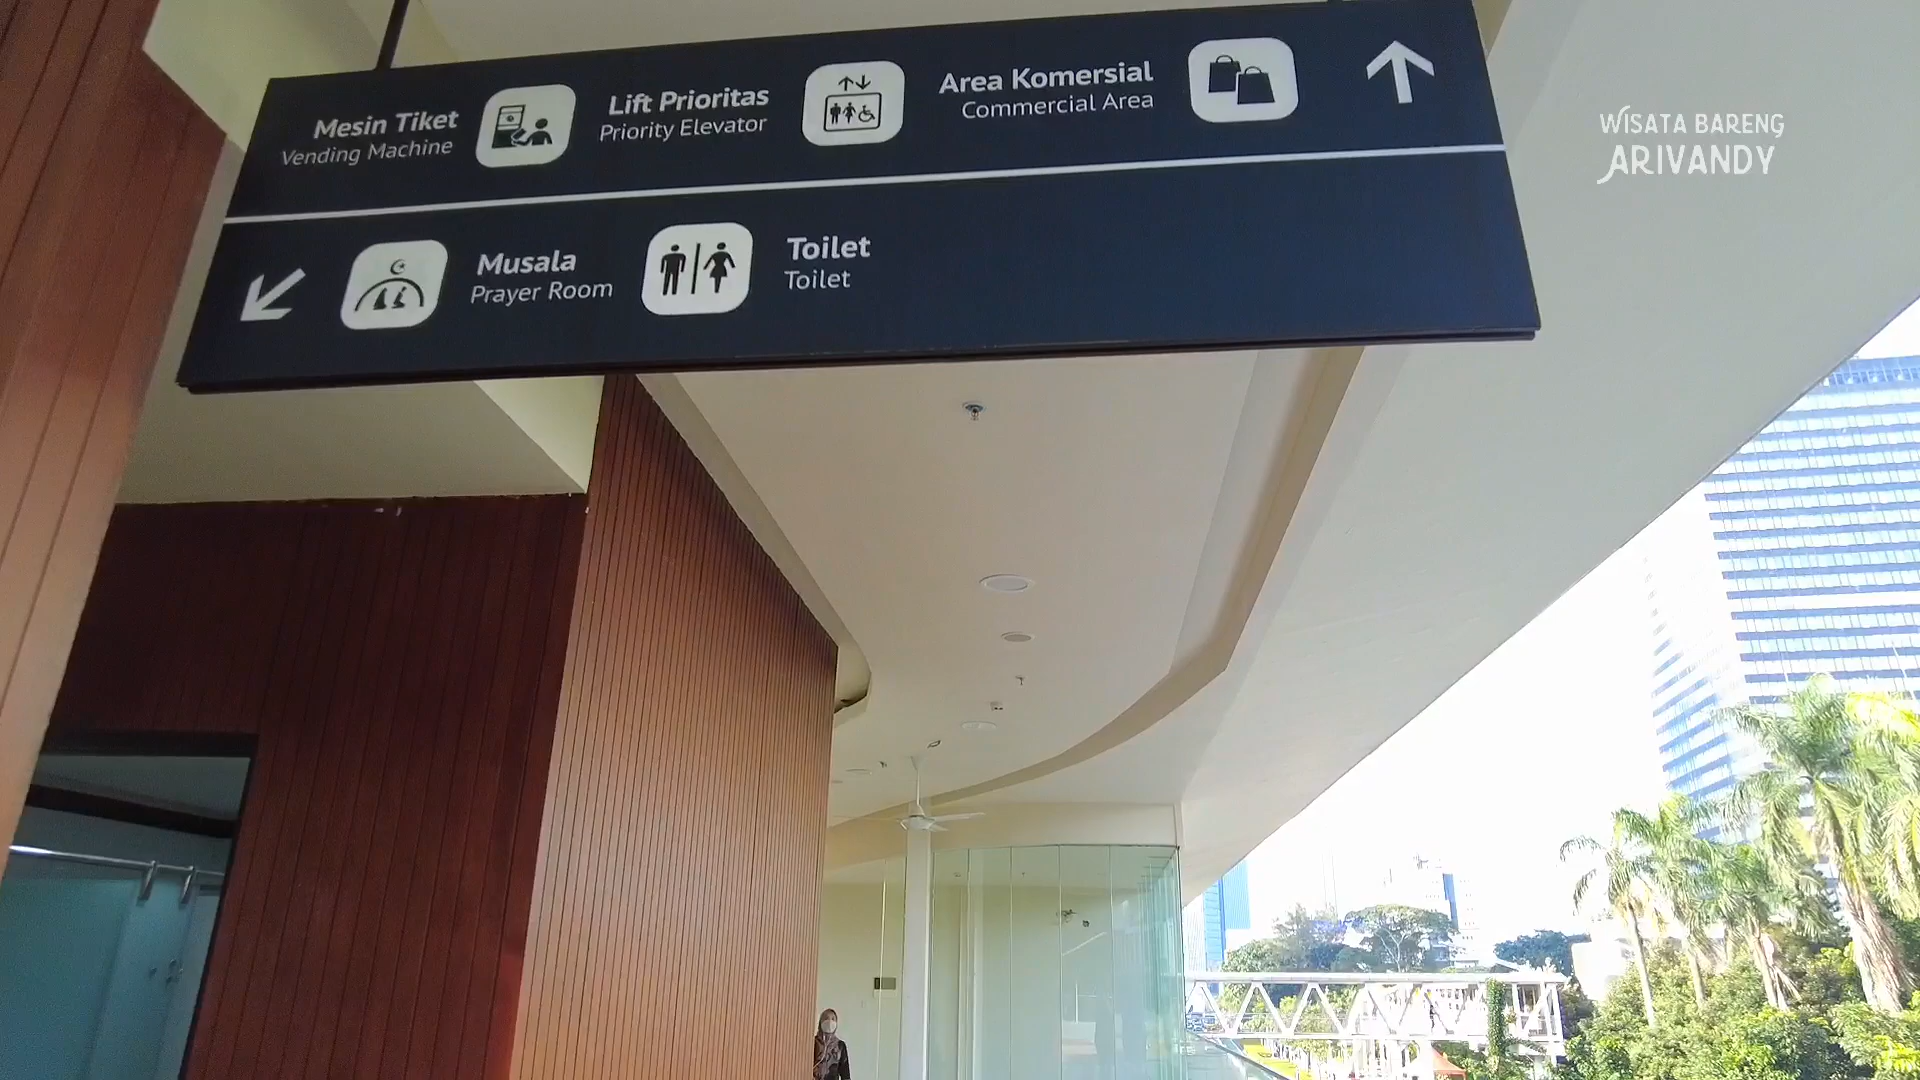 Mesin Tiket
Vending Machine
Lift Prioritas
Priority Elevator
Area Komersial
Commercial Area
Musala
Prayer Room
Toilet
Toilet
WISATA BARENG
ARIVANDY